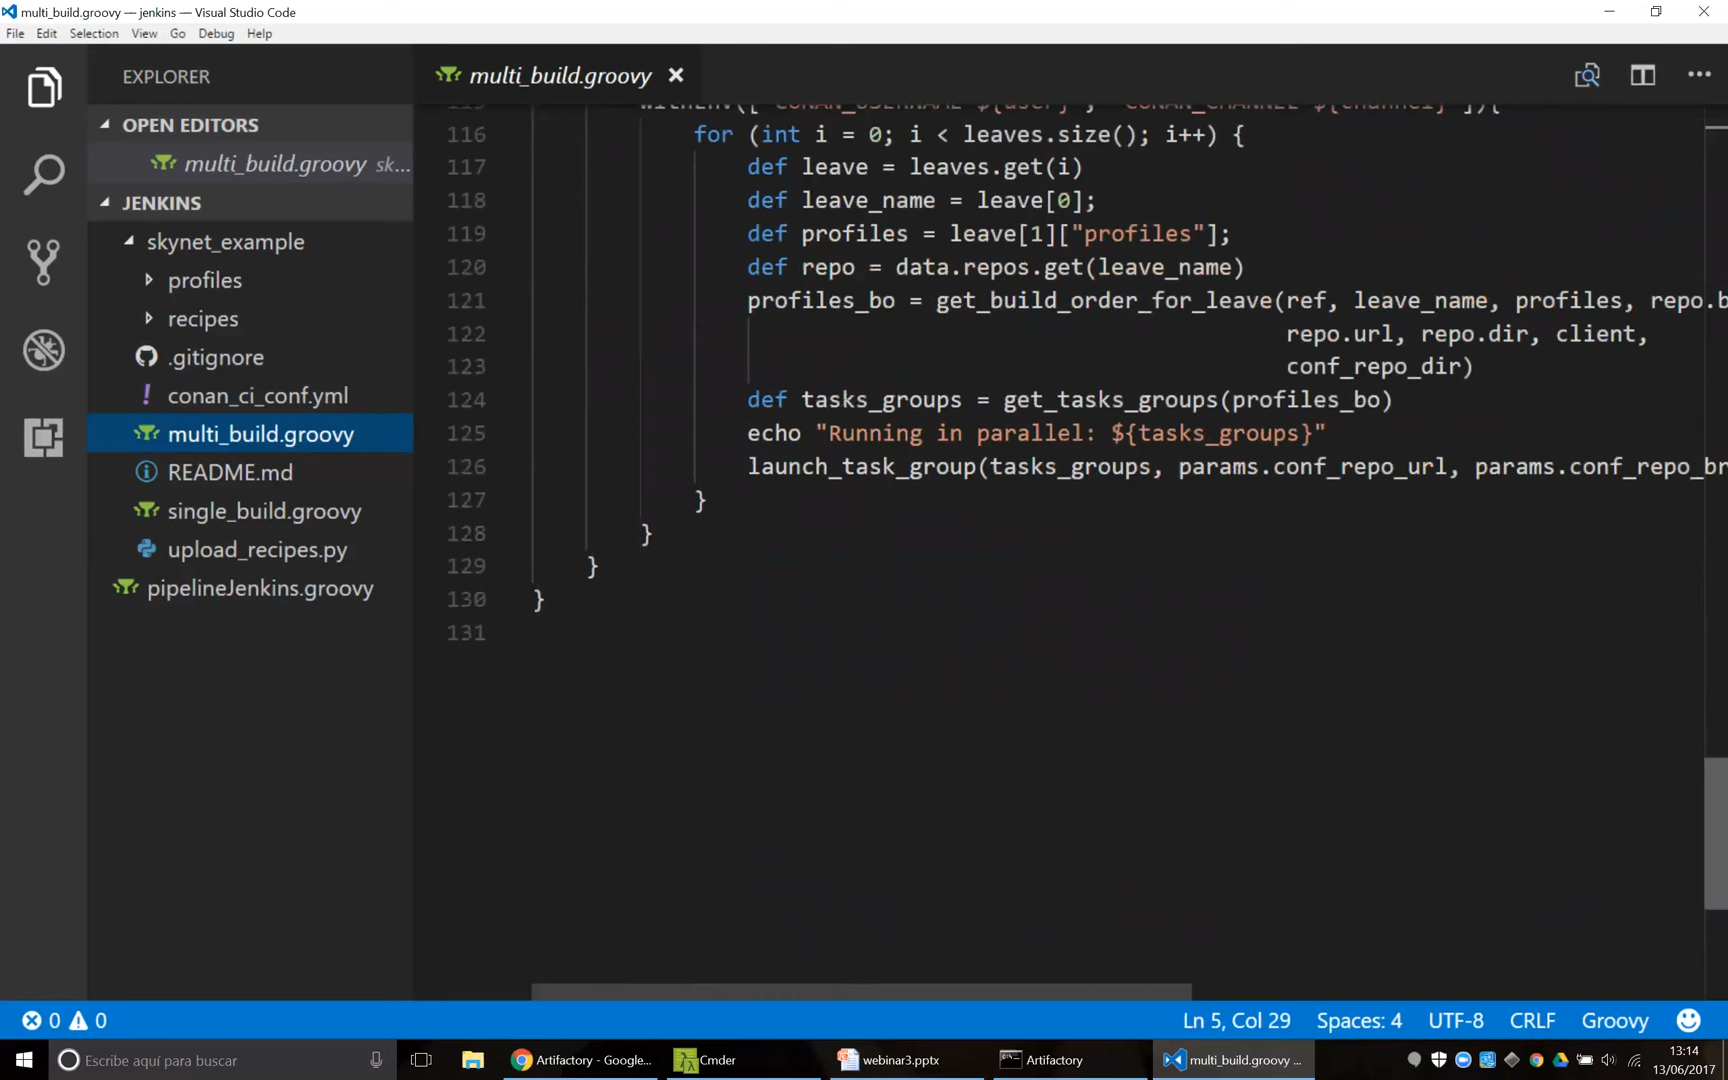 multi_build.groovy — jenkins — Visual Studio Code
File Edit Selection View Go Debug Help
EXPLORER
OPEN EDITORS
multi_build.groovy sk...
JENKINS
skynet_example
profiles
recipes
.gitignore
conan_ci_conf.yml
multi_build.groovy
README.md
single_build.groovy
upload_recipes.py
pipelineJenkins.groovy
multi_build.groovy
116 for (int i = 0; i < leaves.size(); i++) {
117 def leave = leaves.get(i)
118 def leave_name = leave[0];
119 def profiles = leave[1]["profiles"];
120 def repo = data.repos.get(leave_name)
121 profiles_bo = get_build_order_for_leave(ref, leave_name, profiles, repo.b
122 repo.url, repo.dir, client,
123 conf_repo_dir)
124 def tasks_groups = get_tasks_groups(profiles_bo)
125 echo "Running in parallel: ${tasks_groups}"
126 launch_task_group(tasks_groups, params.conf_repo_url, params.conf_repo_br
127 }
128 }
129 }
130 }
131
0 0 Ln 5, Col 29 Spaces: 4 UTF-8 CRLF Groovy
Escribe aquí para buscar Artifactory - Google... Cmder webinar3.pptx Artifactory multi_build.groovy ...
13:14
13/06/2017